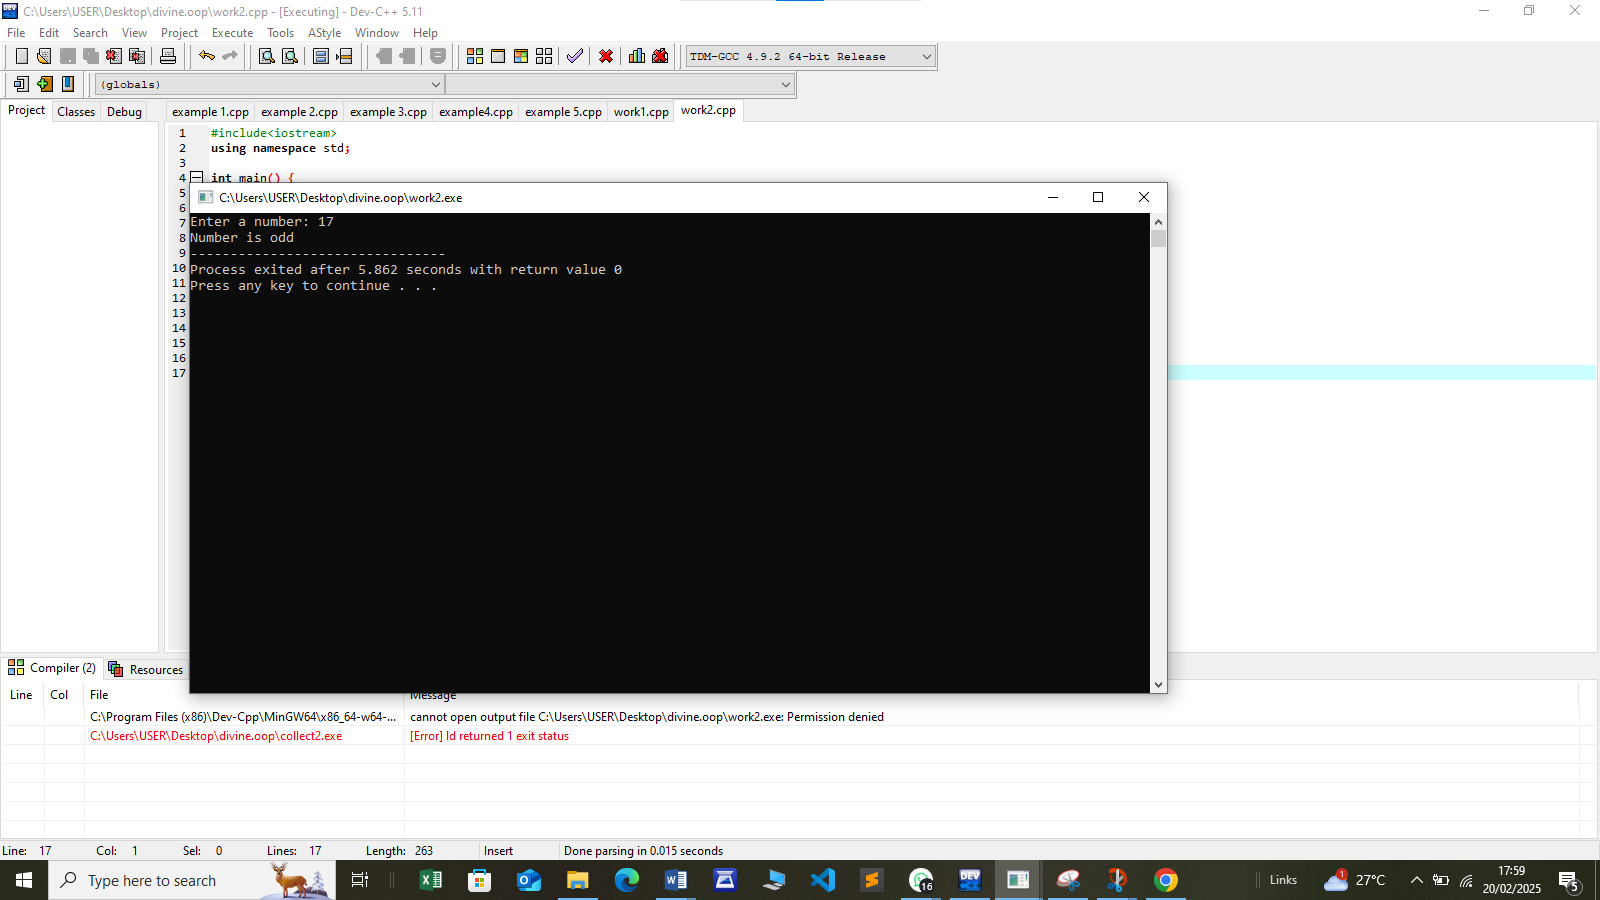 C:\Users\USER\Desktop\divine.oop\work2.cpp - [Executing] - Dev-C++ 5.11
File Edit Search View Project Execute Tools AStyle Window Help
TDM-GCC 4.9.2 64-bit Release
(globals)
Project Classes Debug
example 1.cpp example 2.cpp example 3.cpp example4.cpp example 5.cpp work1.cpp work2.cpp
1 #include<iostream>
2 using namespace std;
3
4 int main() {
5
6
7
8
9
10
11
12
13
14
15
16
17
C:\Users\USER\Desktop\divine.oop\work2.exe
Enter a number: 17
Number is odd
--------------------------------
Process exited after 5.862 seconds with return value 0
Press any key to continue . . .
Compiler (2) Resources
Line Col File Message
C:\Program Files (x86)\Dev-Cpp\MinGW64\x86_64-w64-... cannot open output file C:\Users\USER\Desktop\divine.oop\work2.exe: Permission denied
C:\Users\USER\Desktop\divine.oop\collect2.exe [Error] ld returned 1 exit status
Line: 17 Col: 1 Sel: 0 Lines: 17 Length: 263 Insert Done parsing in 0.015 seconds
Type here to search
16
DEV
Links
1
27°C
17:59
20/02/2025
5